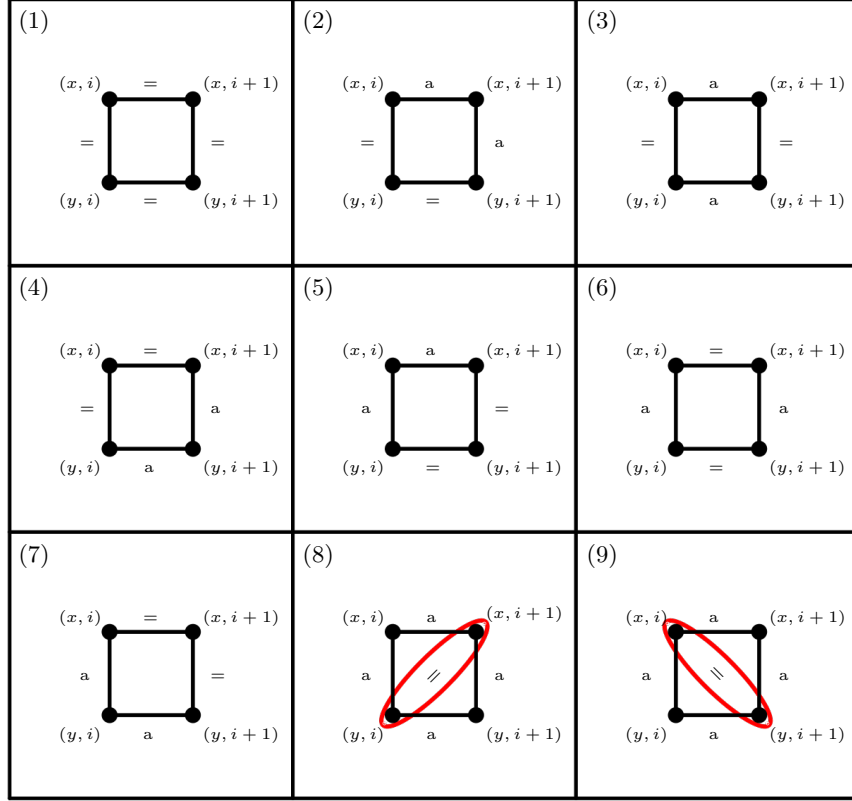 (1) (2) (3)
(x, i) = (x, i + 1) (x, i) a (x, i + 1) (x, i) a (x, i + 1)
= = = a = =
(y, i) = (y, i + 1) (y, i) = (y, i + 1) (y, i) a (y, i + 1)
(4) (5) (6)
(x, i) = (x, i + 1) (x, i) a (x, i + 1) (x, i) = (x, i + 1)
= a a = a a
(y, i) a (y, i + 1) (y, i) = (y, i + 1) (y, i) = (y, i + 1)
(7) (8) (9)
(x, i) = (x, i + 1) (x, i) a (x, i + 1) (x, i) a (x, i + 1)
a = a = a a = a
(y, i) a (y, i + 1) (y, i) a (y, i + 1) (y, i) a (y, i + 1)